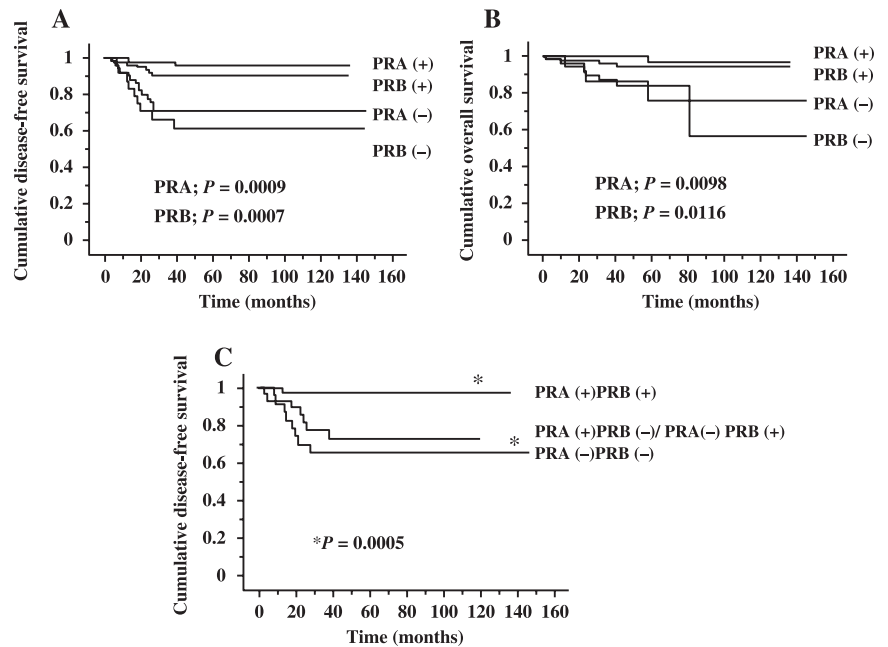 A
Cumulative disease-free survival
1
0.8
0.6
0.4
0.2
0
PRA (+)
PRB (+)
PRA (–)
PRB (–)
PRA; P = 0.0009
PRB; P = 0.0007
0 20 40 60 80 100 120 140 160
Time (months)
B
Cumulative overall survival
1
0.8
0.6
0.4
0.2
0
PRA (+)
PRB (+)
PRA (–)
PRB (–)
PRA; P = 0.0098
PRB; P = 0.0116
0 20 40 60 80 100 120 140 160
Time (months)
C
Cumulative disease-free survival
1
0.8
0.6
0.4
0.2
0
*
PRA (+)PRB (+)
PRA (+)PRB (–)/ PRA(–) PRB (+)
*
PRA (–)PRB (–)
*P = 0.0005
0 20 40 60 80 100 120 140 160
Time (months)